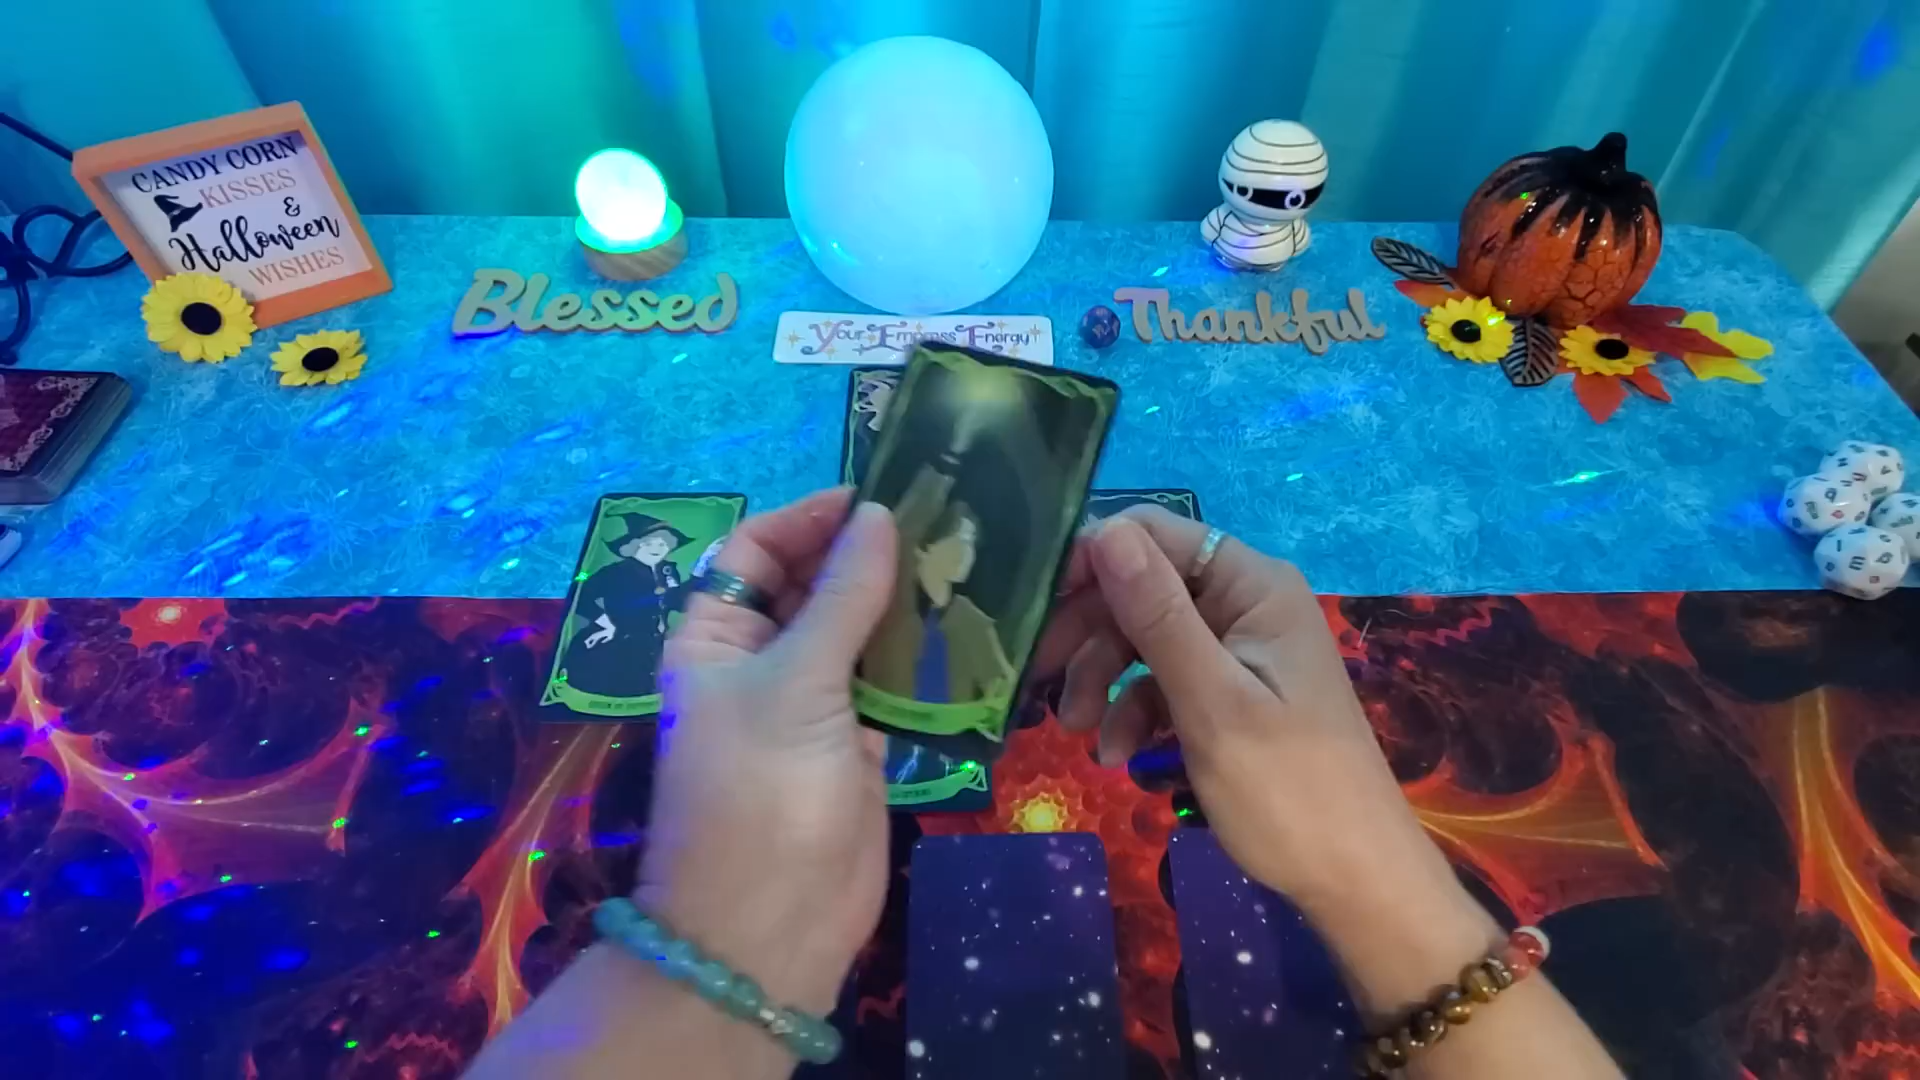 CANDY CORN
KISSES
&
Halloween
WISHES
Blessed
Your Empress Energy
Thankful